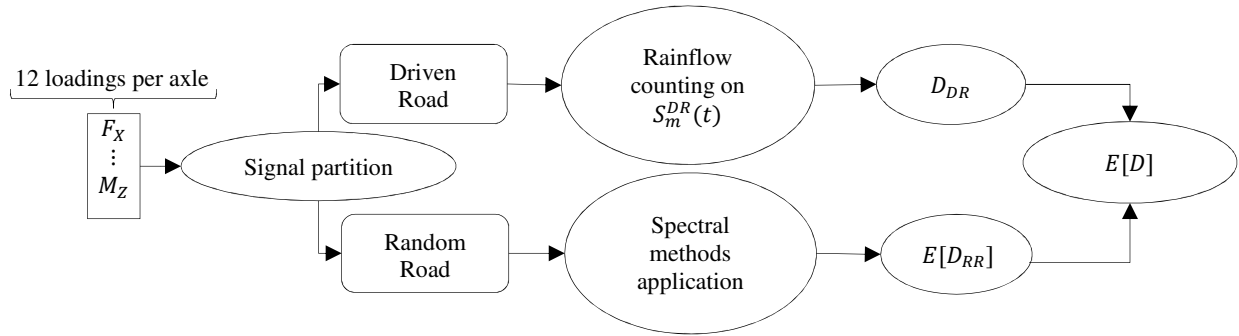 12 loadings per axle
F_X
⋮
M_Z
Signal partition
Driven
Road
Rainflow
counting on
S_m^{DR}(t)
D_{DR}
Random
Road
Spectral
methods
application
E[D_{RR}]
E[D]